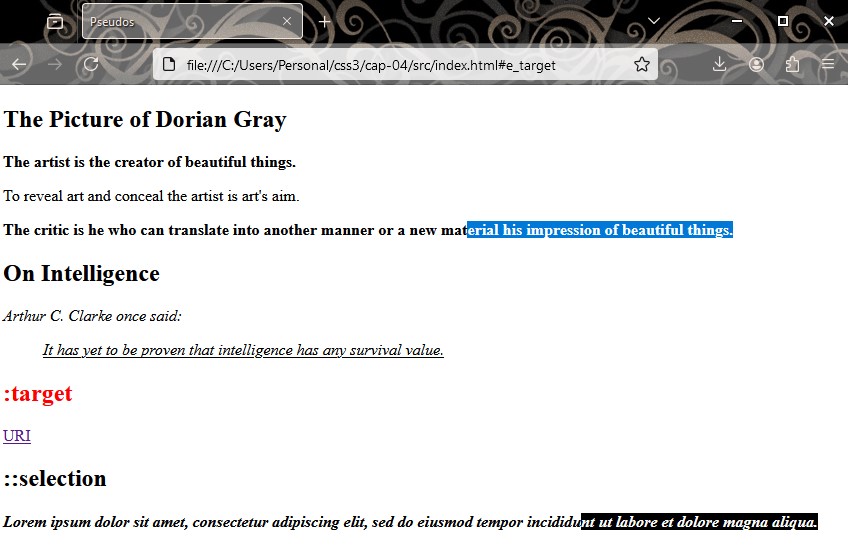 Pseudos
file:///C:/Users/Personal/css3/cap-04/src/index.html#e_target
The Picture of Dorian Gray
The artist is the creator of beautiful things.
To reveal art and conceal the artist is art's aim.
The critic is he who can translate into another manner or a new material his impression of beautiful things.
On Intelligence
Arthur C. Clarke once said:
It has yet to be proven that intelligence has any survival value.
:target
URI
::selection
Lorem ipsum dolor sit amet, consectetur adipiscing elit, sed do eiusmod tempor incididunt ut labore et dolore magna aliqua.